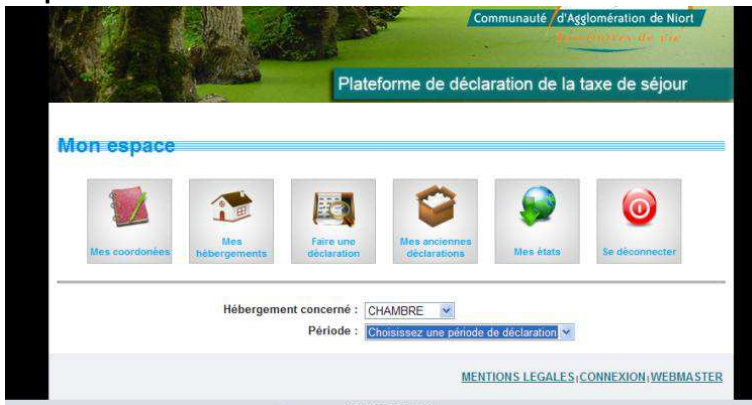 Communauté d'Agglomération de Niort
Plateforme de déclaration de la taxe de séjour
Mon espace
Mes coordonées
Mes hébergements
Faire une déclaration
Mes anciennes déclarations
Mes états
Se déconnecter
Hébergement concerné : CHAMBRE
Période : Choisissez une période de déclaration
MENTIONS LEGALES | CONNEXION | WEBMASTER